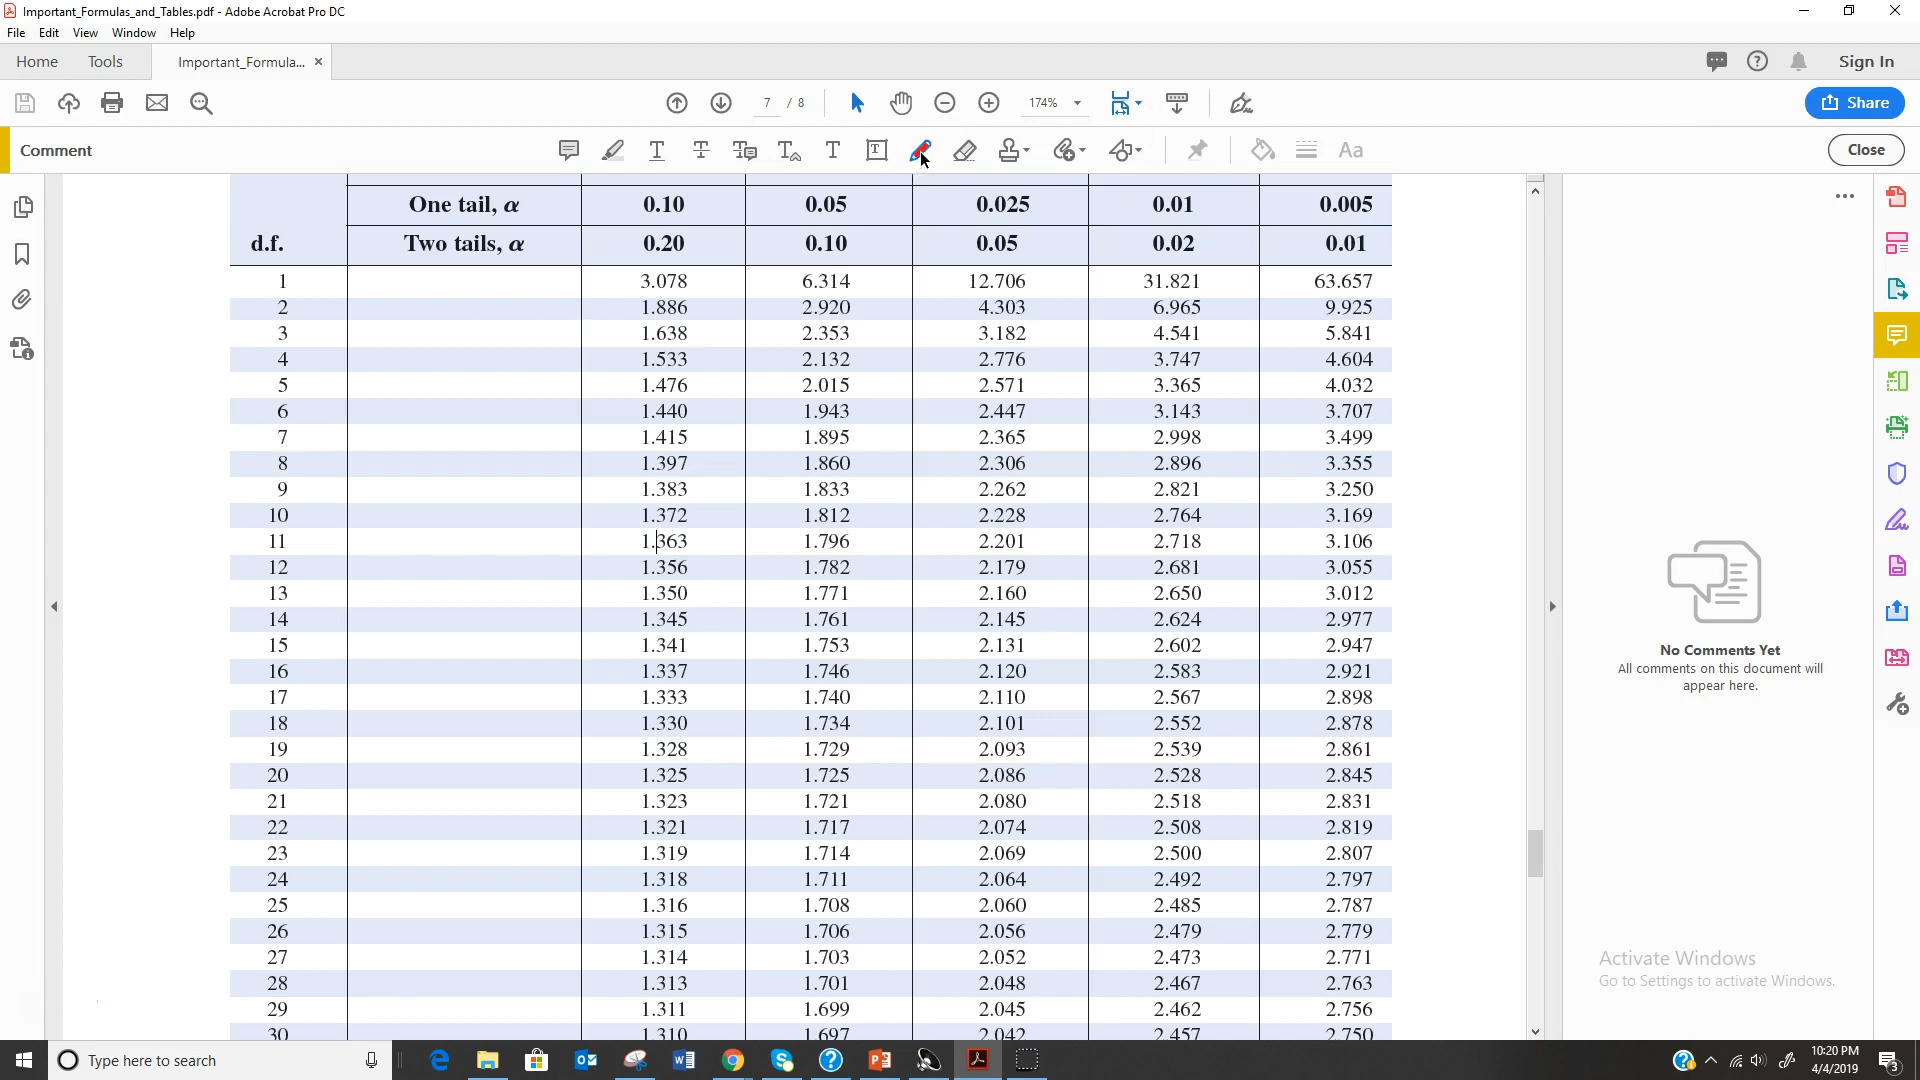 Important_Formulas_and_Tables.pdf - Adobe Acrobat Pro DC
File Edit View Window Help
Home Tools Important_Formula... × Sign In
7 / 8 174% Share
Comment Aa Close
One tail, α 0.10 0.05 0.025 0.01 0.005
d.f. Two tails, α 0.20 0.10 0.05 0.02 0.01
1 3.078 6.314 12.706 31.821 63.657
2 1.886 2.920 4.303 6.965 9.925
3 1.638 2.353 3.182 4.541 5.841
4 1.533 2.132 2.776 3.747 4.604
5 1.476 2.015 2.571 3.365 4.032
6 1.440 1.943 2.447 3.143 3.707
7 1.415 1.895 2.365 2.998 3.499
8 1.397 1.860 2.306 2.896 3.355
9 1.383 1.833 2.262 2.821 3.250
10 1.372 1.812 2.228 2.764 3.169
11 1.363 1.796 2.201 2.718 3.106
12 1.356 1.782 2.179 2.681 3.055
13 1.350 1.771 2.160 2.650 3.012
14 1.345 1.761 2.145 2.624 2.977
15 1.341 1.753 2.131 2.602 2.947
16 1.337 1.746 2.120 2.583 2.921
17 1.333 1.740 2.110 2.567 2.898
18 1.330 1.734 2.101 2.552 2.878
19 1.328 1.729 2.093 2.539 2.861
20 1.325 1.725 2.086 2.528 2.845
21 1.323 1.721 2.080 2.518 2.831
22 1.321 1.717 2.074 2.508 2.819
23 1.319 1.714 2.069 2.500 2.807
24 1.318 1.711 2.064 2.492 2.797
25 1.316 1.708 2.060 2.485 2.787
26 1.315 1.706 2.056 2.479 2.779
27 1.314 1.703 2.052 2.473 2.771
28 1.313 1.701 2.048 2.467 2.763
29 1.311 1.699 2.045 2.462 2.756
30 1.310 1.697 2.042 2.457 2.750
No Comments Yet
All comments on this document will
appear here.
Activate Windows
Go to Settings to activate Windows.
Type here to search
10:20 PM
4/4/2019
3